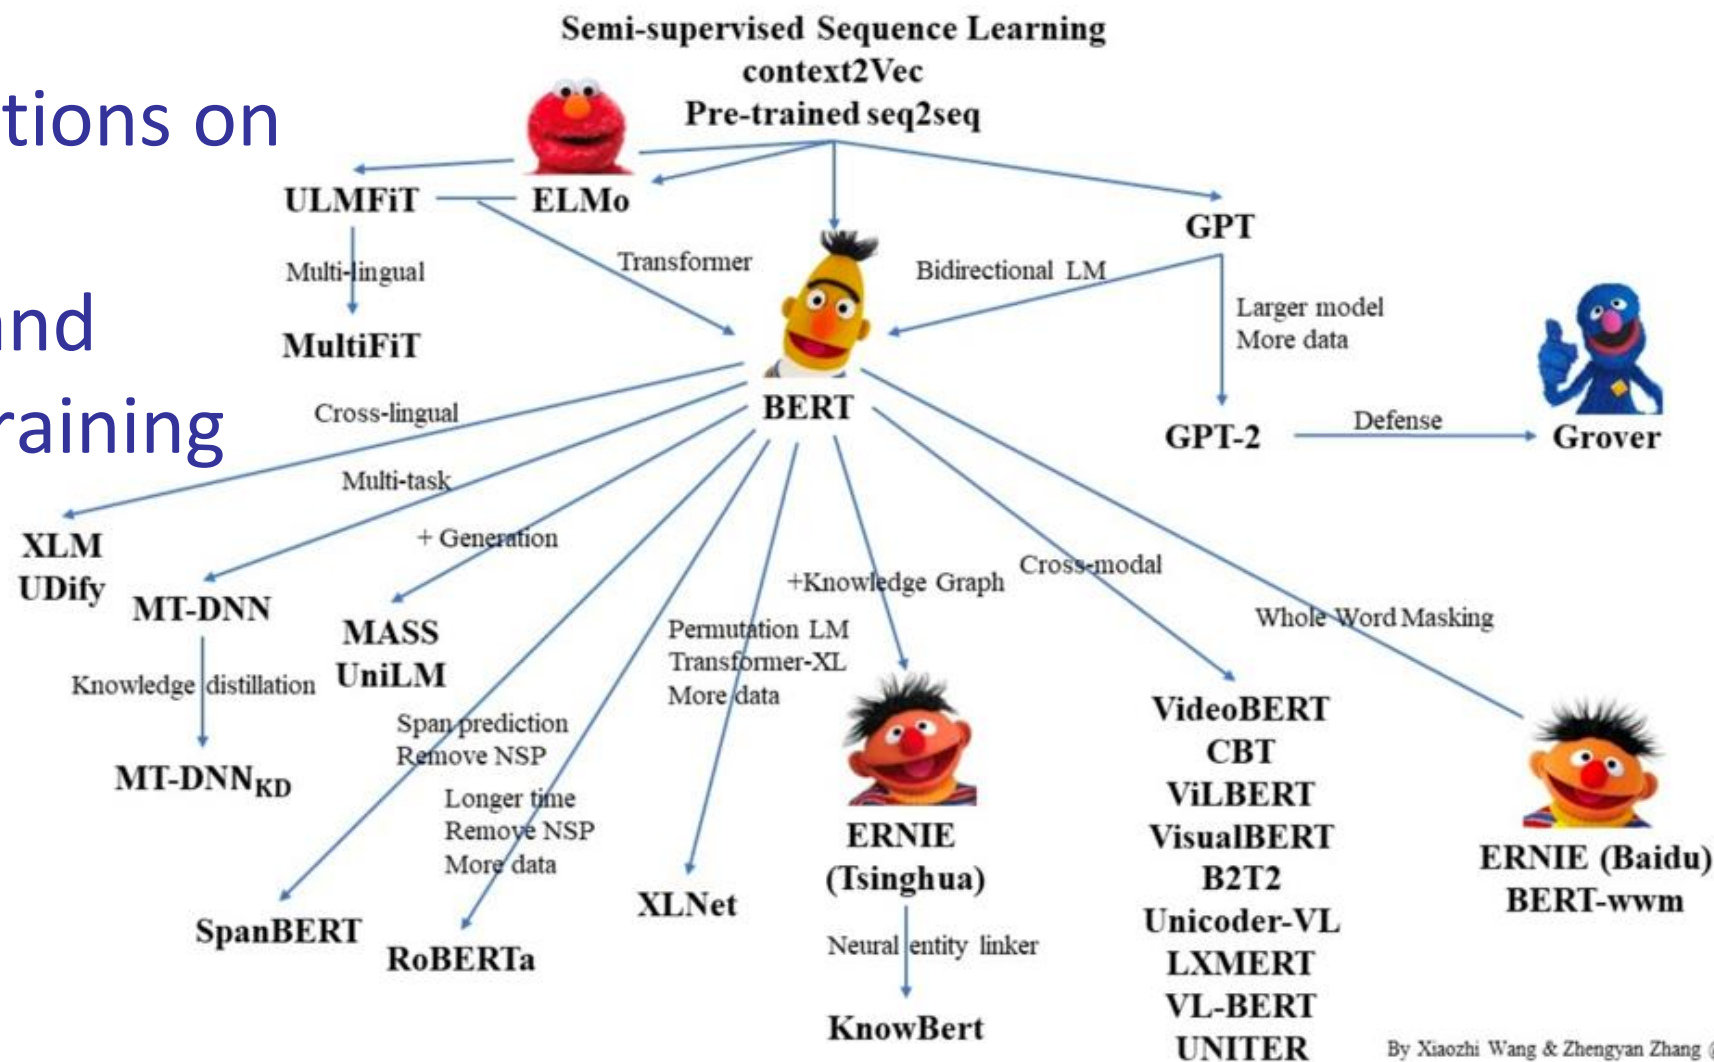 Semi-supervised Sequence Learning
context2Vec
Pre-trained seq2seq
tions on
and
raining
ULMFiT
ELMo
GPT
Multi-lingual
Transformer
Bidirectional LM
Larger model
More data
MultiFiT
BERT
Cross-lingual
GPT-2
Defense
Grover
Multi-task
XLM
UDify
+ Generation
Cross-modal
+Knowledge Graph
MT-DNN
MASS
UniLM
Permutation LM
Transformer-XL
More data
Whole Word Masking
Knowledge distillation
Span prediction
Remove NSP
MT-DNNKD
Longer time
Remove NSP
More data
VideoBERT
CBT
ViLBERT
VisualBERT
B2T2
Unicoder-VL
LXMERT
VL-BERT
UNITER
ERNIE
(Tsinghua)
ERNIE (Baidu)
BERT-wwm
XLNet
SpanBERT
RoBERTa
Neural entity linker
KnowBert
By Xiaozhi Wang & Zhengyan Zhang @